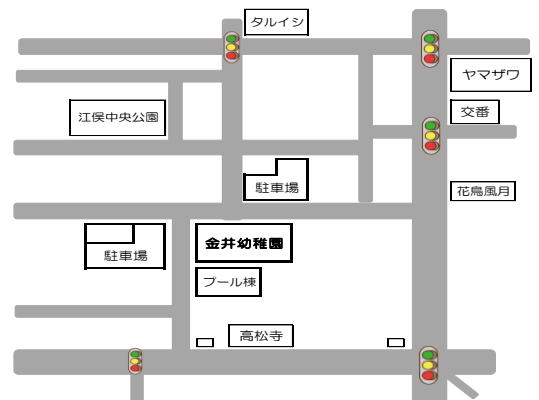 タルイシ
ヤマザワ
江俣中央公園
交番
駐車場
花鳥風月
金井幼稚園
駐車場
プール棟
高松寺